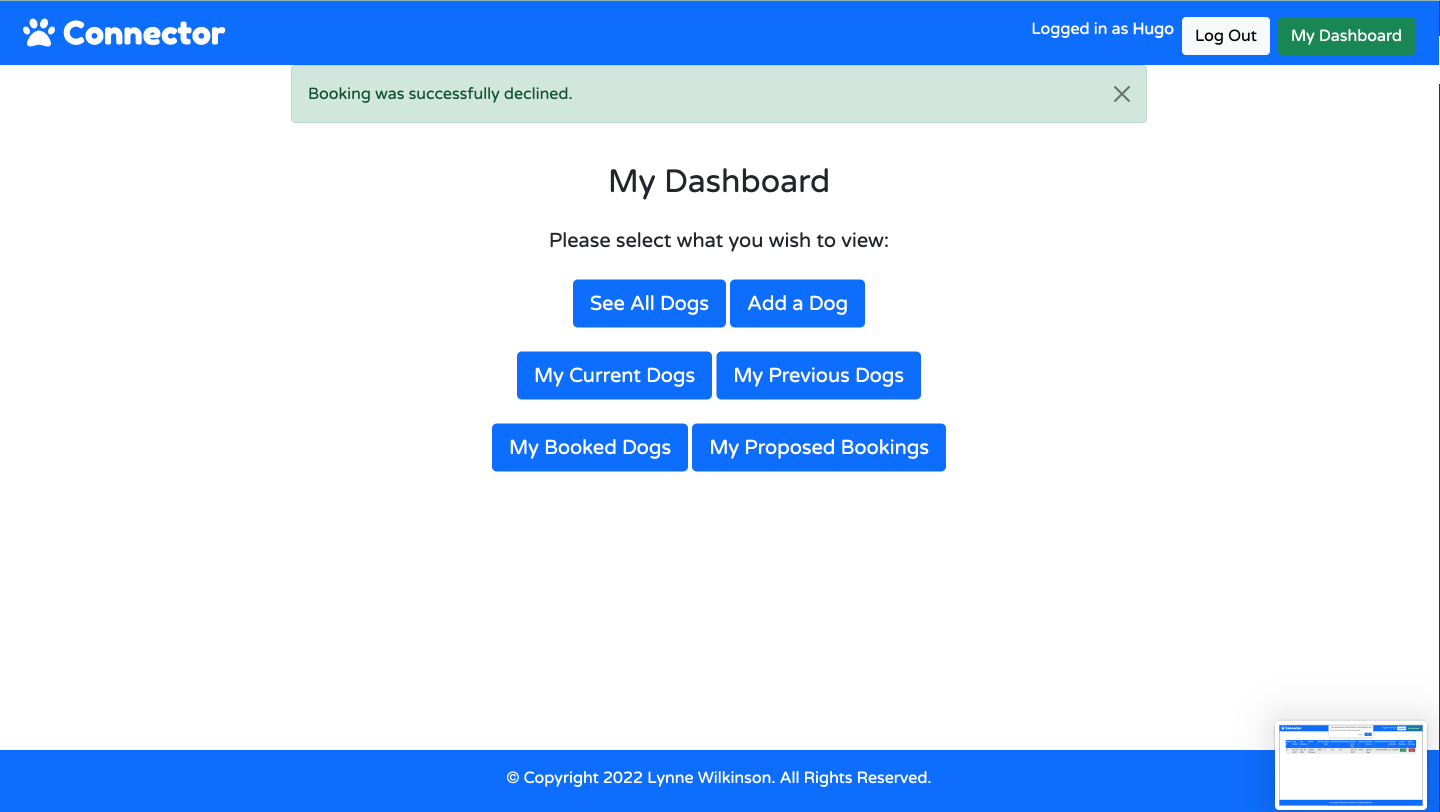 Connector
Logged in as Hugo
Log Out
My Dashboard
Booking was successfully declined.
My Dashboard
Please select what you wish to view:
See All Dogs
Add a Dog
My Current Dogs
My Previous Dogs
My Booked Dogs
My Proposed Bookings
© Copyright 2022 Lynne Wilkinson. All Rights Reserved.
Connector